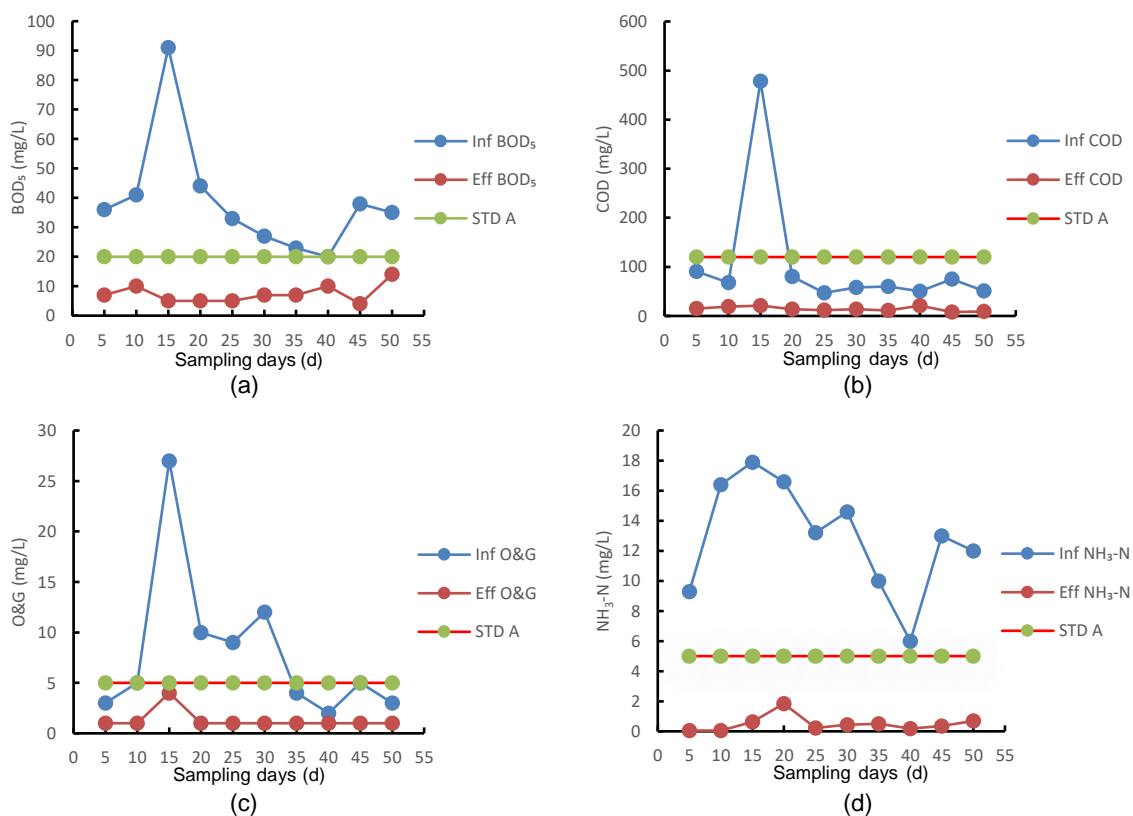 100
90
80
70
60
50
40
30
20
10
0
BOD₅ (mg/L)
0 5 10 15 20 25 30 35 40 45 50 55
Sampling days (d)
Inf BOD₅
Eff BOD₅
STD A
(a)
600
500
400
300
200
100
0
COD (mg/L)
0 5 10 15 20 25 30 35 40 45 50 55
Sampling days (d)
Inf COD
Eff COD
STD A
(b)
30
25
20
15
10
5
0
O&G (mg/L)
0 5 10 15 20 25 30 35 40 45 50 55
Sampling days (d)
Inf O&G
Eff O&G
STD A
(c)
20
18
16
14
12
10
8
6
4
2
0
NH₃-N (mg/L)
0 5 10 15 20 25 30 35 40 45 50 55
Sampling days (d)
Inf NH₃-N
Eff NH₃-N
STD A
(d)